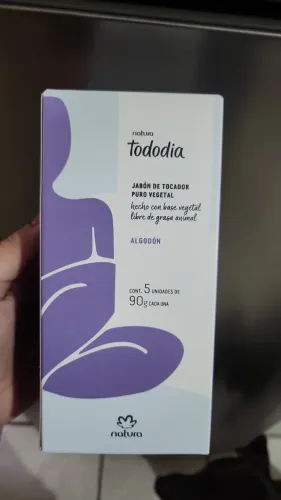 natura
tododia
JABÓN DE TOCADOR
PURO VEGETAL
hecho con base vegetal
libre de grasa animal
ALGODÓN
CONT. 5 UNIDADES DE
90g CADA UNA
natura